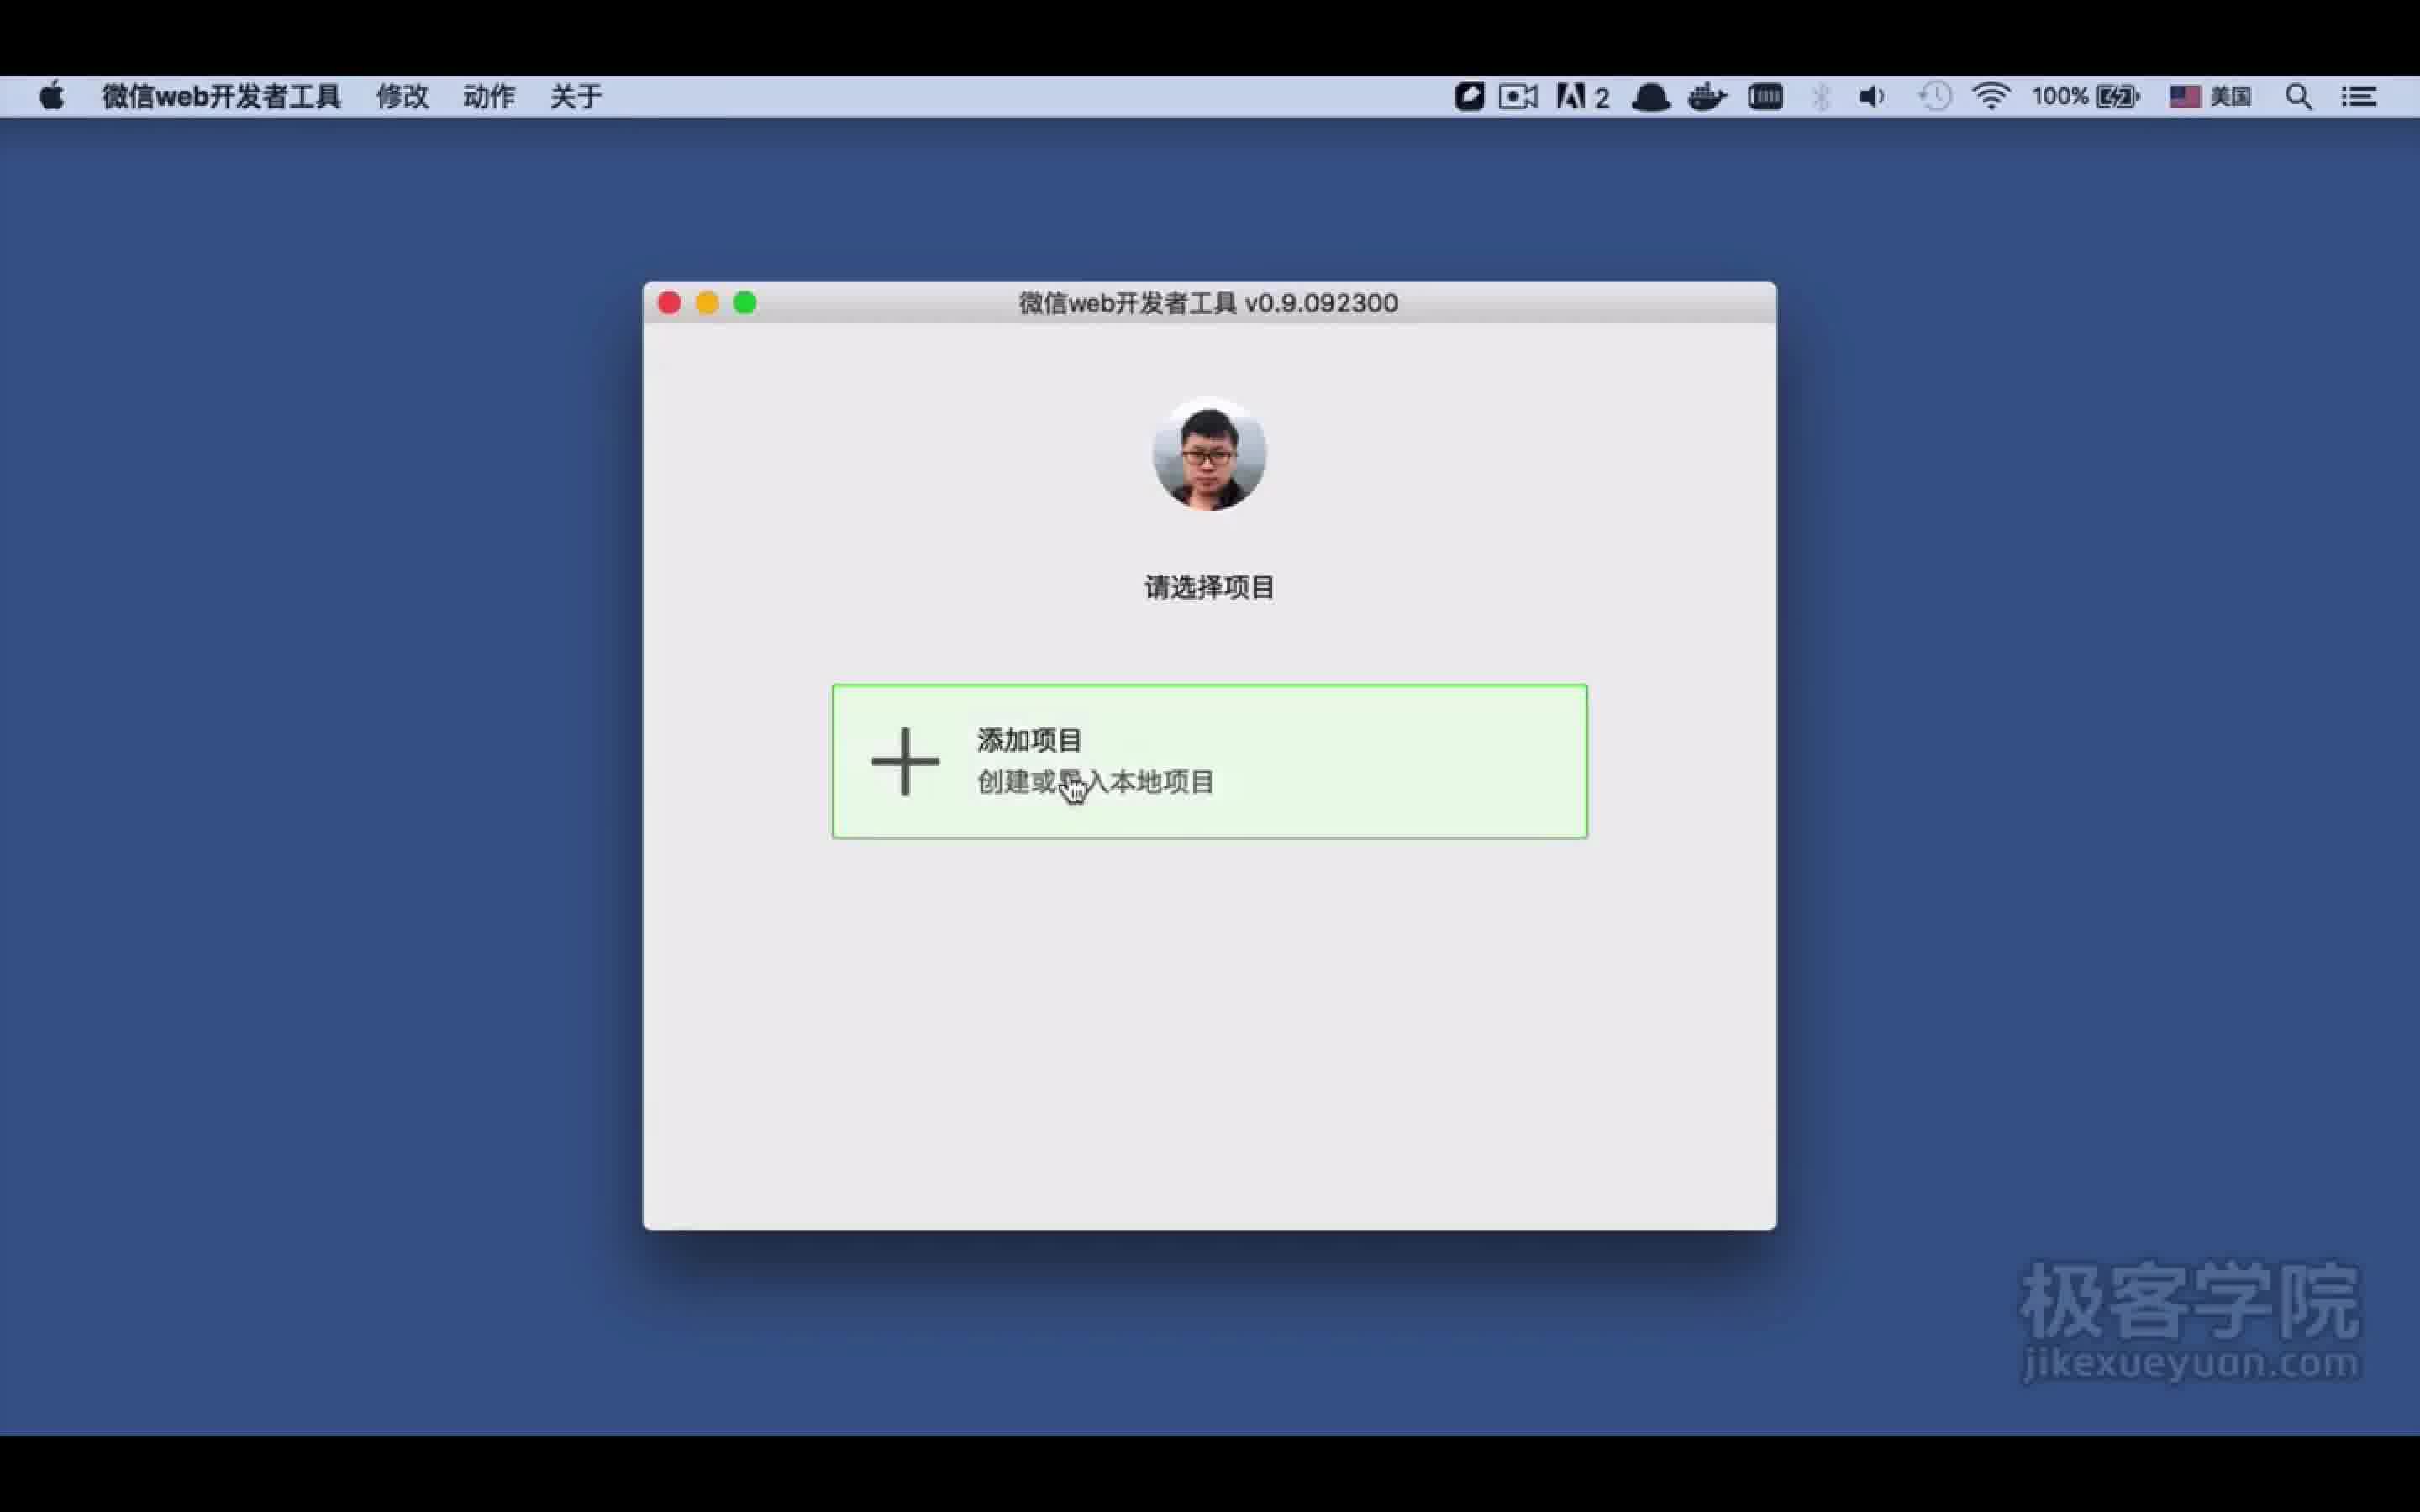 微信web开发者工具 修改 动作 关于 2 100% 美国
微信web开发者工具 v0.9.092300
请选择项目
添加项目
创建或导入本地项目
极客学院
jikexueyuan.com